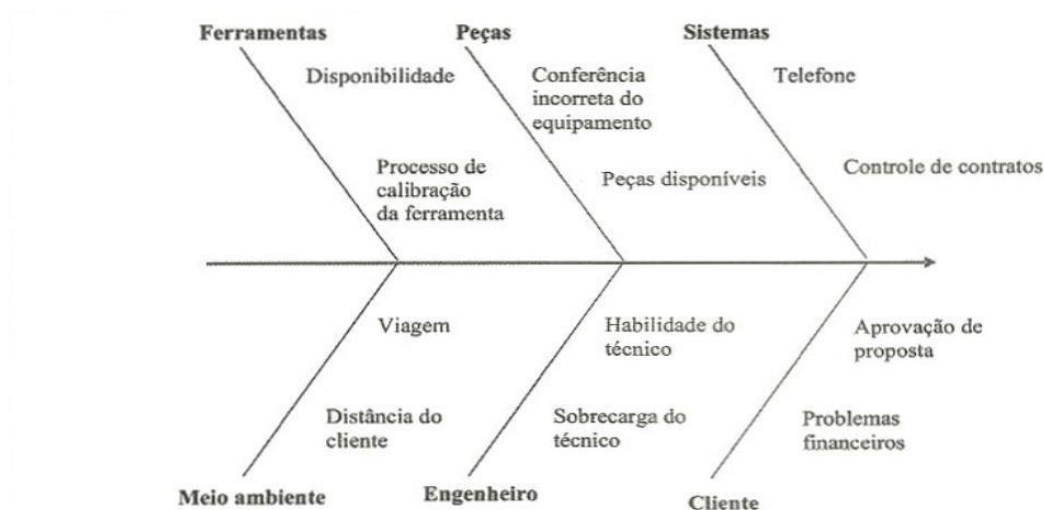 Ferramentas
Peças
Sistemas
Disponibilidade
Conferência
incorreta do
equipamento
Telefone
Processo de
calibração
da ferramenta
Peças disponíveis
Controle de contratos
Viagem
Habilidade do
técnico
Aprovação de
proposta
Distância do
cliente
Sobrecarga do
técnico
Problemas
financeiros
Meio ambiente
Engenheiro
Cliente